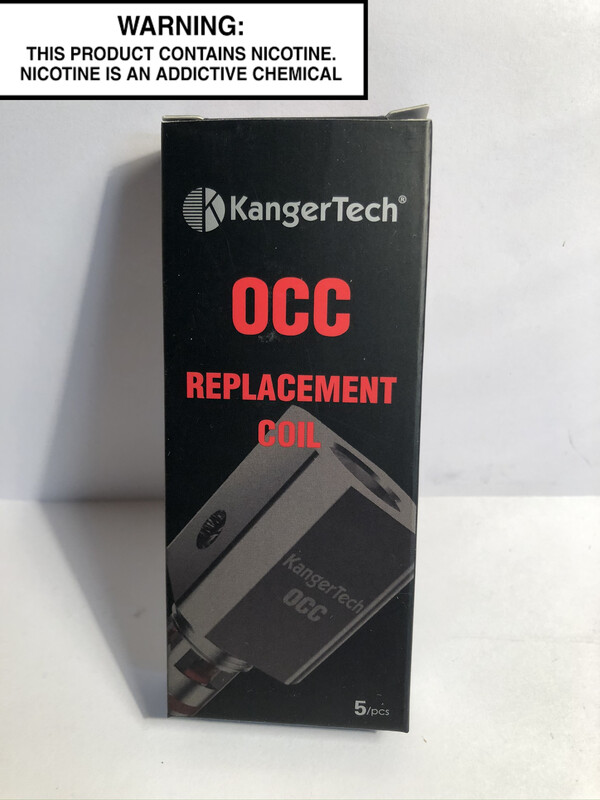 WARNING:
THIS PRODUCT CONTAINS NICOTINE.
NICOTINE IS AN ADDICTIVE CHEMICAL
KangerTech®
OCC
REPLACEMENT
COIL
KangerTech
OCC
5/pcs